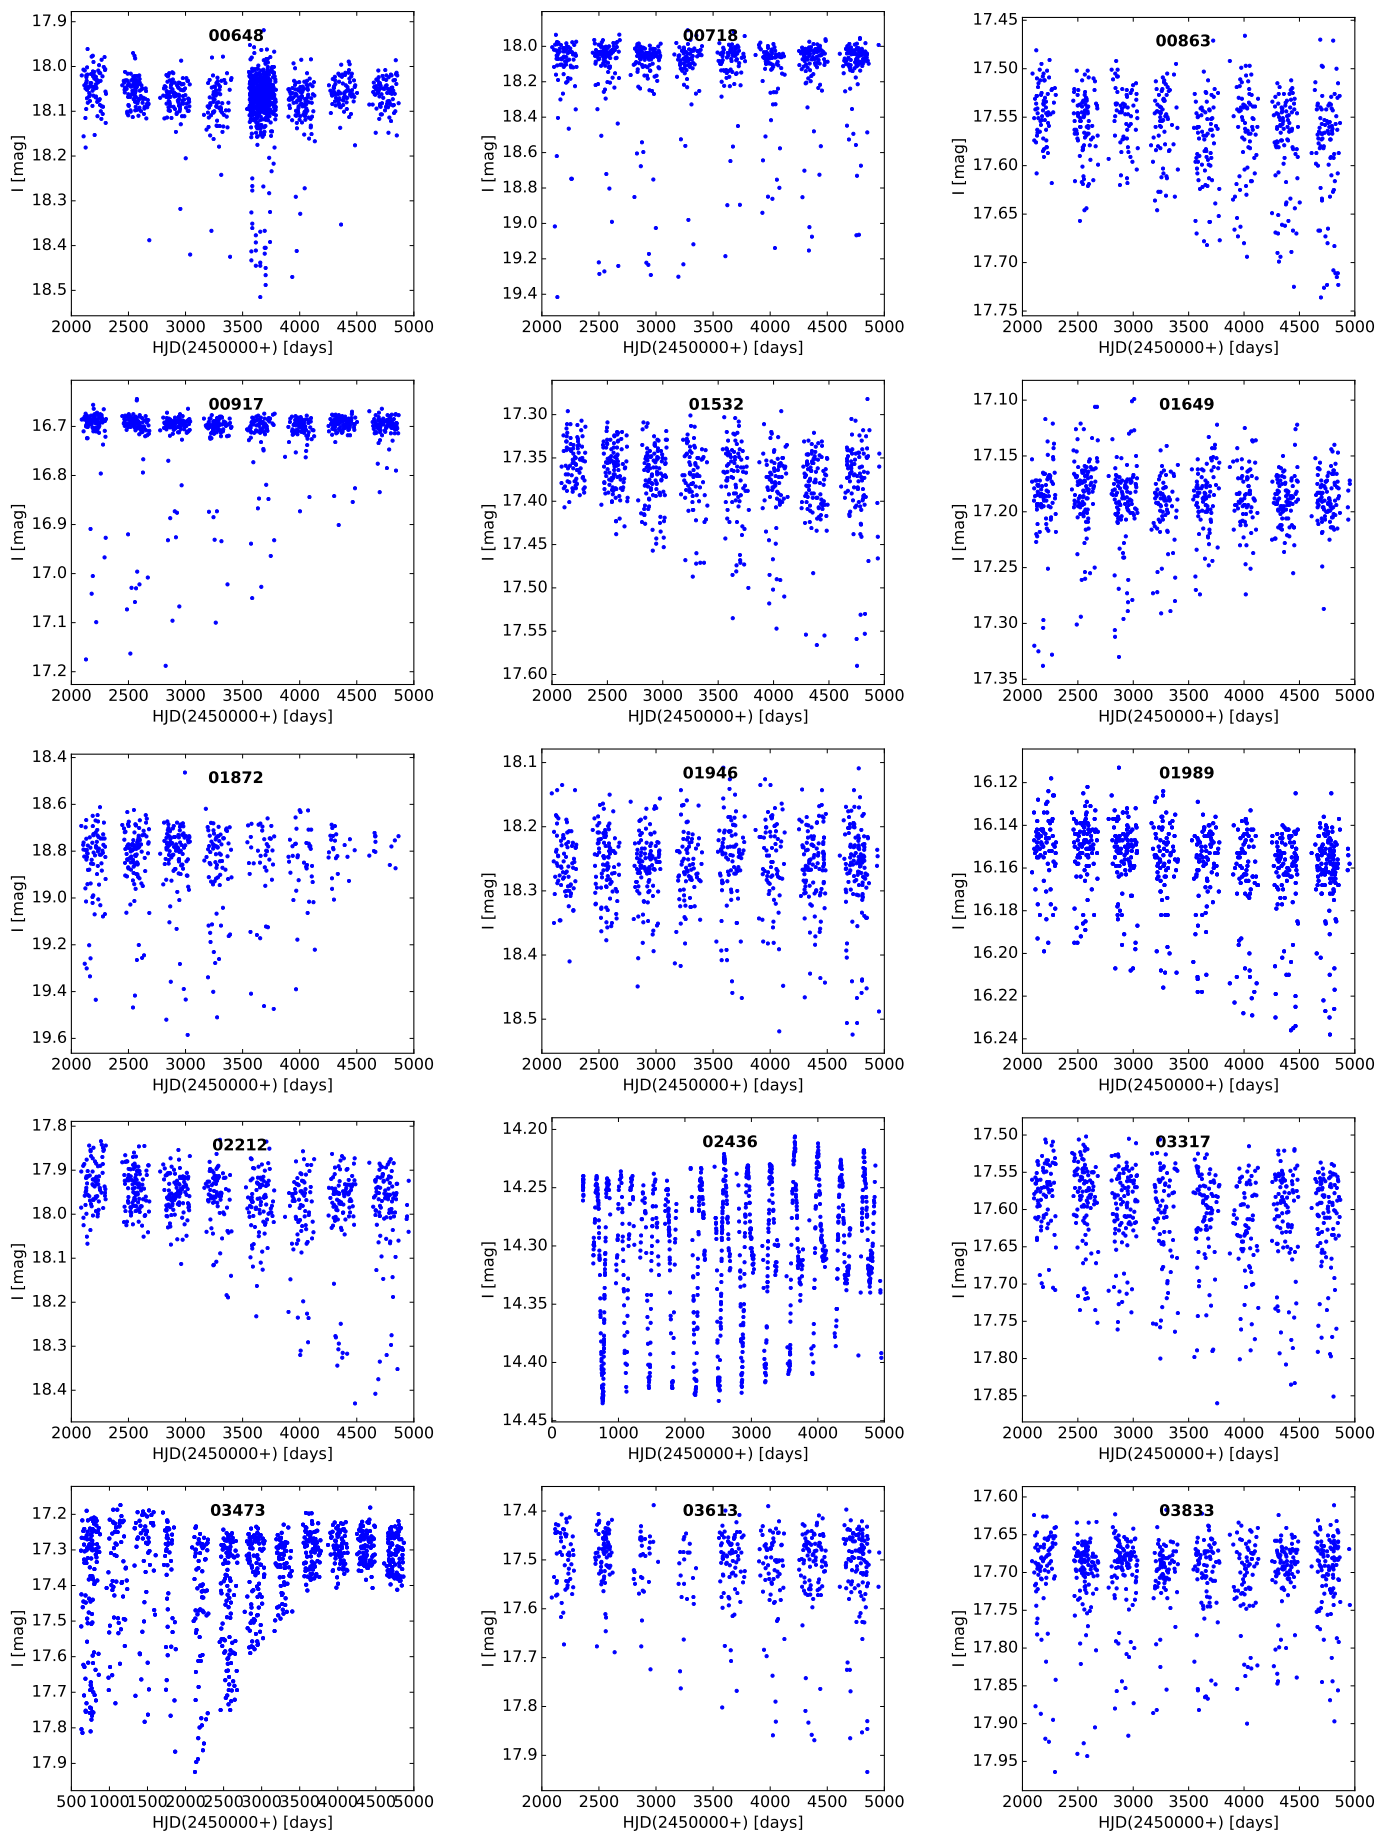 00648
17.9
18.0
18.1
18.2
18.3
18.4
18.5
I [mag]
2000 2500 3000 3500 4000 4500 5000
HJD(2450000+) [days]
00718
18.0
18.2
18.4
18.6
18.8
19.0
19.2
19.4
I [mag]
2000 2500 3000 3500 4000 4500 5000
HJD(2450000+) [days]
00863
17.45
17.50
17.55
17.60
17.65
17.70
17.75
I [mag]
2000 2500 3000 3500 4000 4500 5000
HJD(2450000+) [days]
00917
16.7
16.8
16.9
17.0
17.1
17.2
I [mag]
2000 2500 3000 3500 4000 4500 5000
HJD(2450000+) [days]
01532
17.30
17.35
17.40
17.45
17.50
17.55
17.60
I [mag]
2000 2500 3000 3500 4000 4500 5000
HJD(2450000+) [days]
01649
17.10
17.15
17.20
17.25
17.30
17.35
I [mag]
2000 2500 3000 3500 4000 4500 5000
HJD(2450000+) [days]
01872
18.4
18.6
18.8
19.0
19.2
19.4
19.6
I [mag]
2000 2500 3000 3500 4000 4500 5000
HJD(2450000+) [days]
01946
18.1
18.2
18.3
18.4
18.5
I [mag]
2000 2500 3000 3500 4000 4500 5000
HJD(2450000+) [days]
01989
16.12
16.14
16.16
16.18
16.20
16.22
16.24
I [mag]
2000 2500 3000 3500 4000 4500 5000
HJD(2450000+) [days]
02212
17.8
17.9
18.0
18.1
18.2
18.3
18.4
I [mag]
2000 2500 3000 3500 4000 4500 5000
HJD(2450000+) [days]
02436
14.20
14.25
14.30
14.35
14.40
14.45
I [mag]
0 1000 2000 3000 4000 5000
HJD(2450000+) [days]
03317
17.50
17.55
17.60
17.65
17.70
17.75
17.80
17.85
I [mag]
2000 2500 3000 3500 4000 4500 5000
HJD(2450000+) [days]
03473
17.2
17.3
17.4
17.5
17.6
17.7
17.8
17.9
I [mag]
500 1000 1500 2000 2500 3000 3500 4000 4500 5000
HJD(2450000+) [days]
03613
17.4
17.5
17.6
17.7
17.8
17.9
I [mag]
2000 2500 3000 3500 4000 4500 5000
HJD(2450000+) [days]
03833
17.60
17.65
17.70
17.75
17.80
17.85
17.90
17.95
I [mag]
2000 2500 3000 3500 4000 4500 5000
HJD(2450000+) [days]